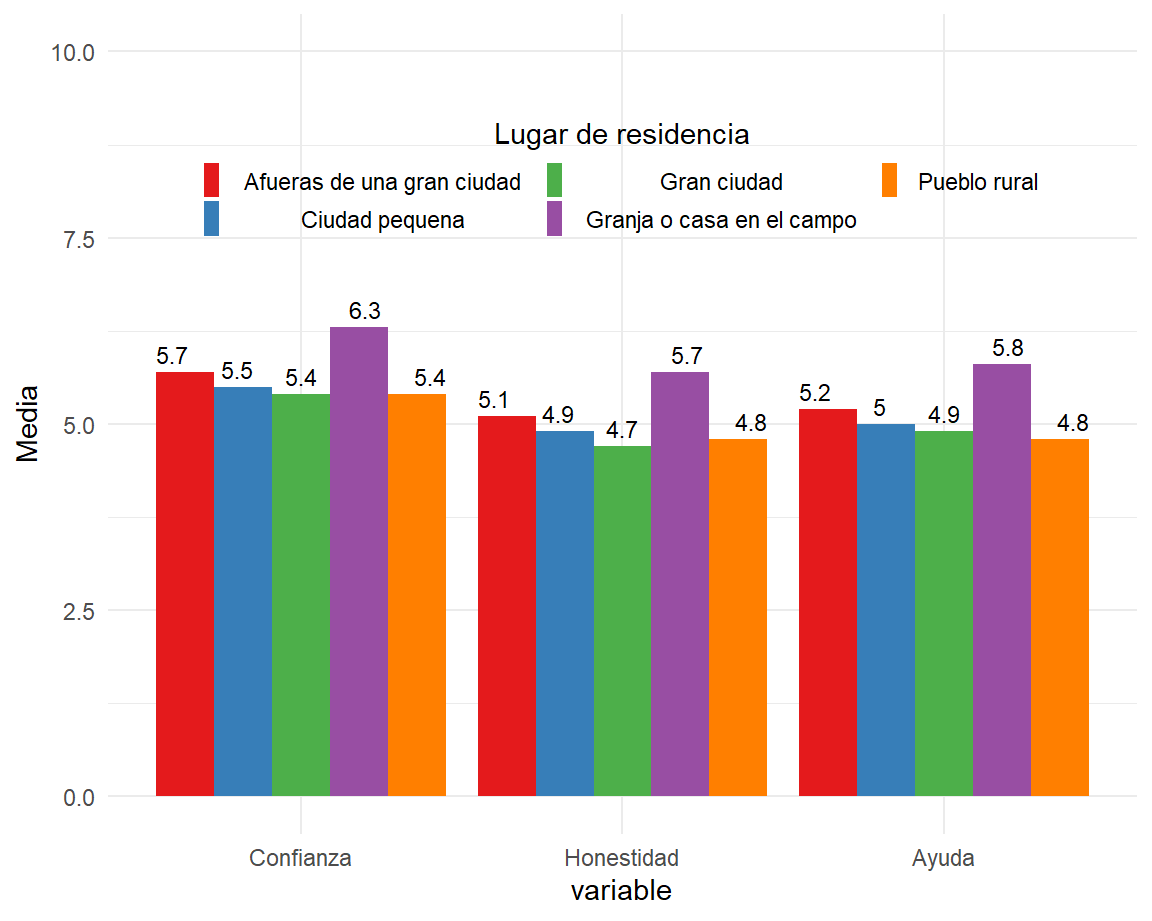 10.0
Lugar de residencia
Afueras de una gran ciudad Gran ciudad Pueblo rural
Ciudad pequena Granja o casa en el campo
7.5
6.3
5.7 5.5 5.4 5.4
5.1 4.9 4.7 5.7 4.8
5.2 5 4.9 5.8 4.8
5.0
Media
2.5
0.0
Confianza Honestidad Ayuda
variable